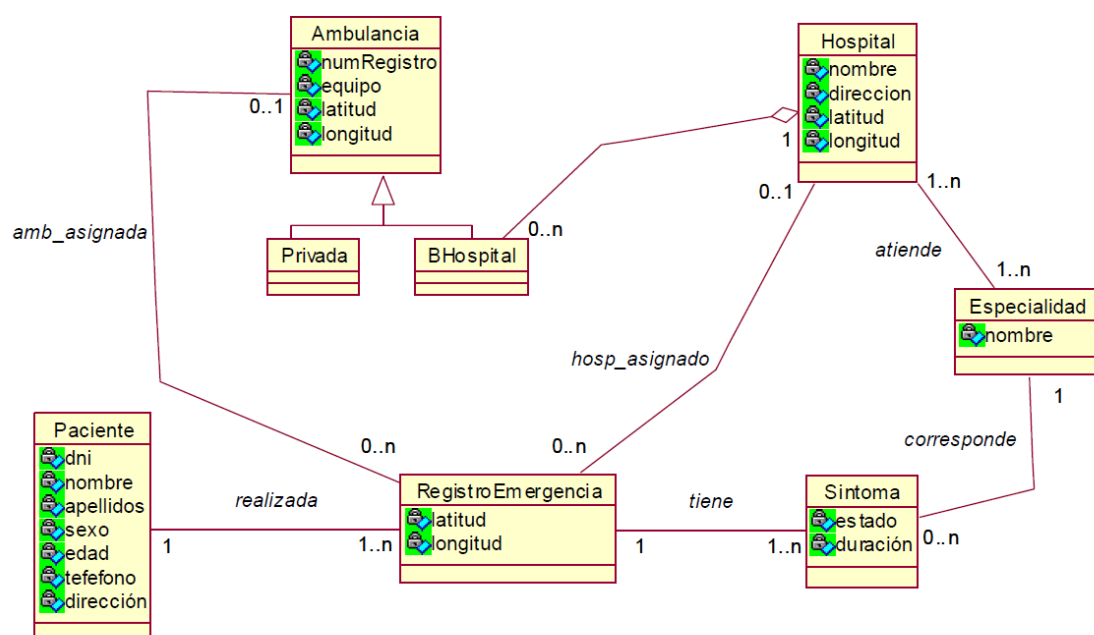 Ambulancia
numRegistro
equipo
latitud
longitud
0..1
Hospital
nombre
direccion
latitud
longitud
1
0..1
1..n
amb_asignada
Privada
BHospital
0..n
atiende
1..n
Especialidad
nombre
1
hosp_asignado
corresponde
Paciente
dni
nombre
apellidos
sexo
edad
tefefono
dirección
realizada
1
1..n
0..n
0..n
RegistroEmergencia
latitud
longitud
tiene
1
1..n
Sintoma
estado
duración
0..n